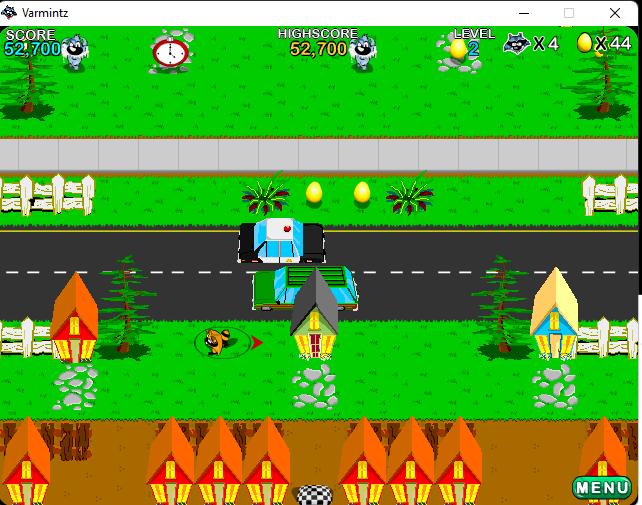 Varmintz
SCORE
52,700
HIGHSCORE
52,700
LEVEL
2
X 4
X 44
MENU